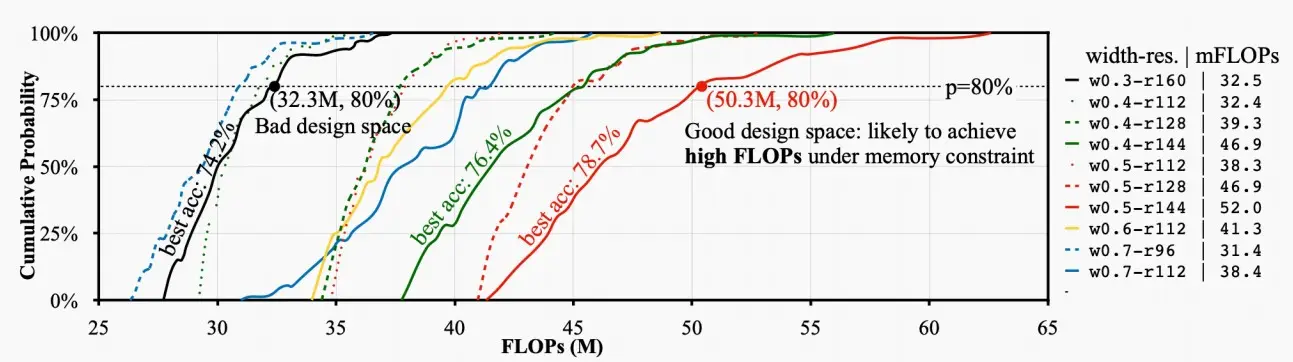 100%
75%
50%
25%
0%
Cumulative Probability
25 30 35 40 45 50 55 60 65
FLOPs (M)
p=80%
(32.3M, 80%)
Bad design space
(50.3M, 80%)
Good design space: likely to achieve
high FLOPs under memory constraint
best acc: 74.2%
best acc: 76.4%
best acc: 78.7%
width-res. | mFLOPs
w0.3-r160 | 32.5
w0.4-r112 | 32.4
w0.4-r128 | 39.3
w0.4-r144 | 46.9
w0.5-r112 | 38.3
w0.5-r128 | 46.9
w0.5-r144 | 52.0
w0.6-r112 | 41.3
w0.7-r96 | 31.4
w0.7-r112 | 38.4